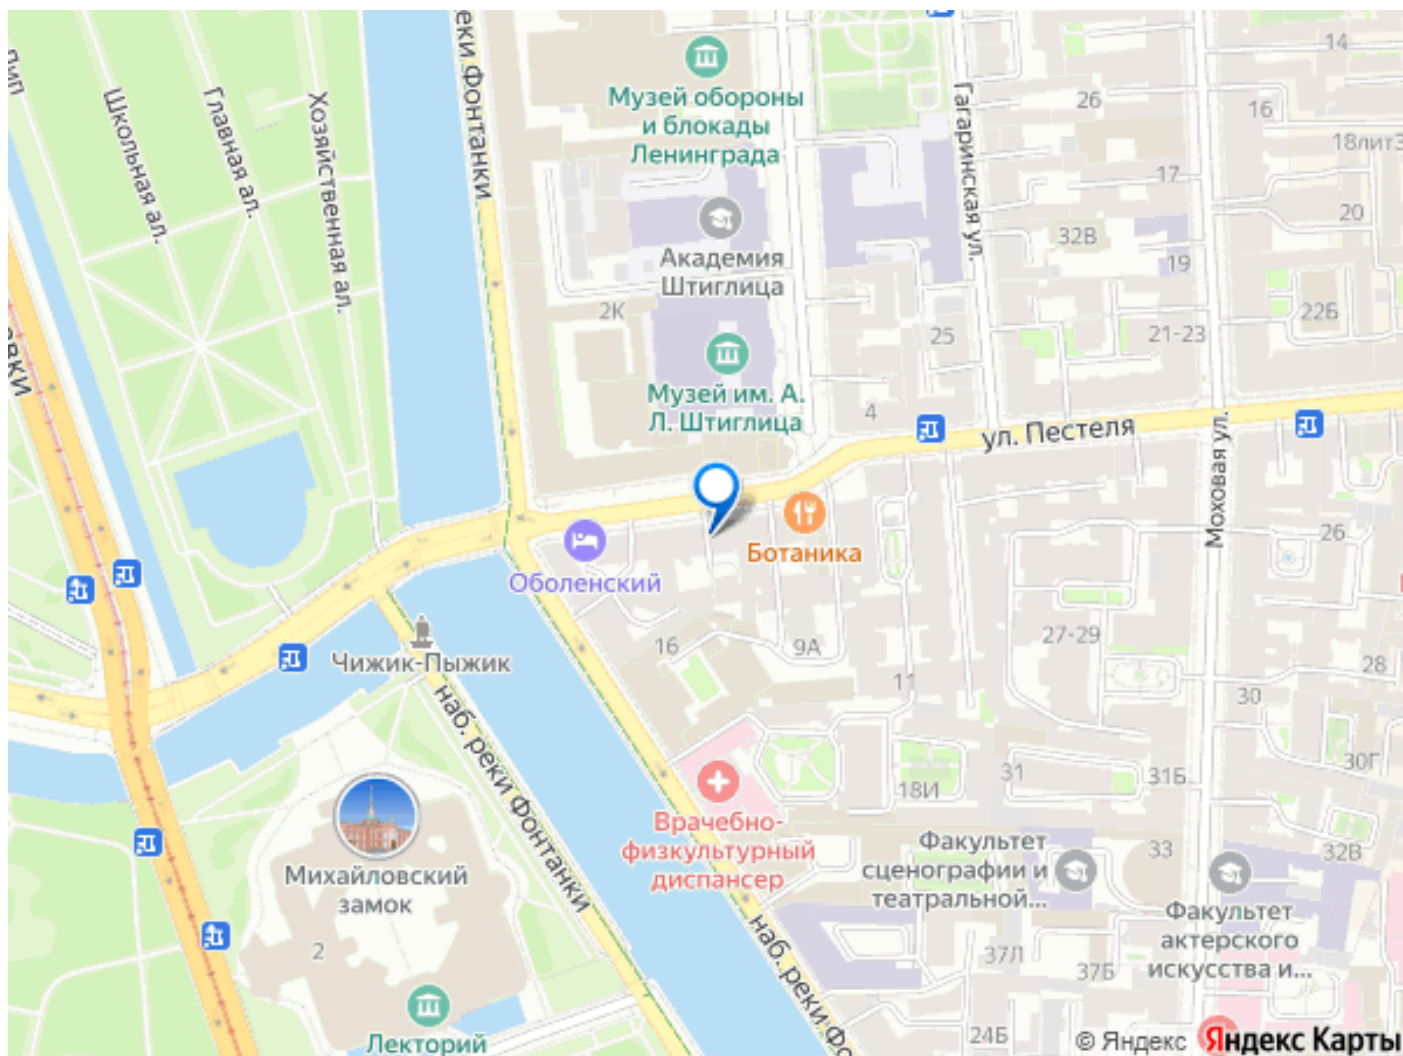 Лип
Школьная ал.
Главная ал.
Хозяйственная ал.
реки Фонтанки
Музей обороны
и блокады
Ленинграда
Академия
Штиглица
2К
Музей им. А.
Л. Штиглица
Гагаринская ул.
14
26
16
18литЗ
17
20
32В
19
22Б
25
21-23
4
ул. Пестеля
Моховая ул.
Ботаника
Оболенский
26
Чижик-Пыжик
16
9А
27-29
28
11
30
наб. реки Фонтанки
31
31Б
30Г
18И
Врачебно-
физкультурный
диспансер
Факультет
сценографии и
театральной...
33
32В
Михайловский
замок
2
Факультет
актерского
искусства и...
37Л
37Б
наб. реки Фо
24Б
Лекторий
© Яндекс
Яндекс Карты